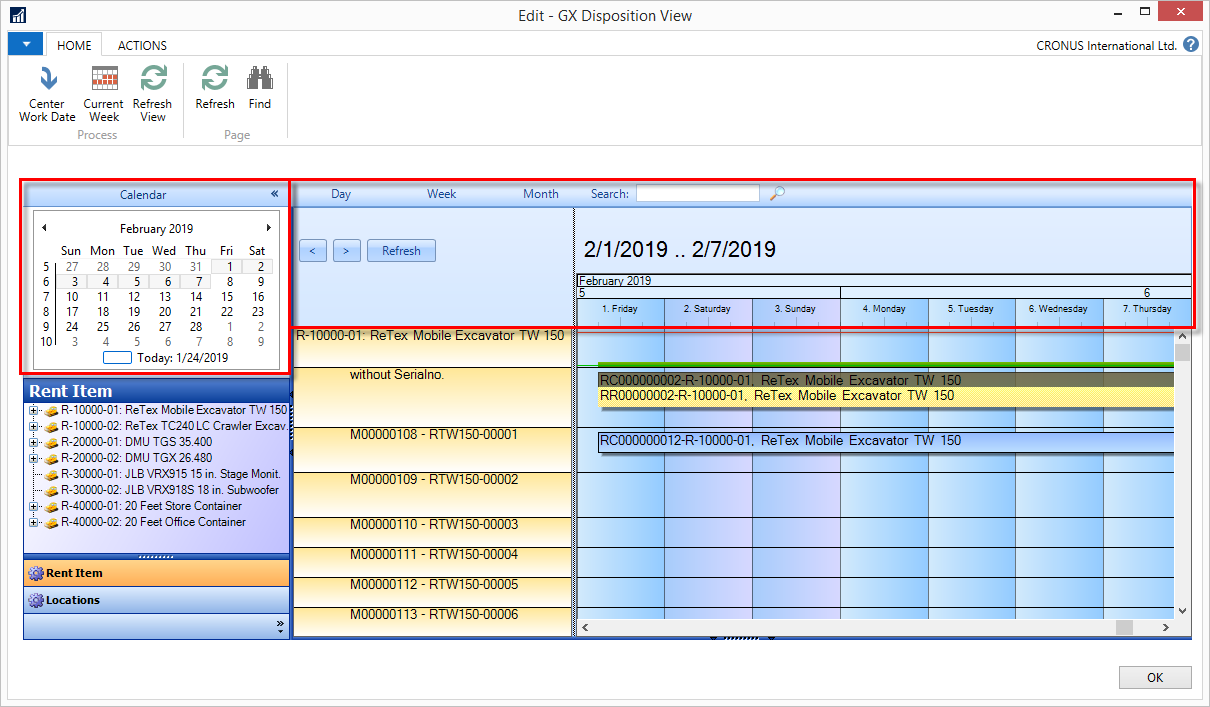 Edit - GX Disposition View
HOME ACTIONS CRONUS International Ltd. ?
Center Work Date
Current Week
Refresh View
Refresh
Find
Process Page
Calendar «
Day Week Month Search:
February 2019
Sun Mon Tue Wed Thu Fri Sat
5 27 28 29 30 31 1 2
6 3 4 5 6 7 8 9
7 10 11 12 13 14 15 16
8 17 18 19 20 21 22 23
9 24 25 26 27 28 1 2
10 3 4 5 6 7 8 9
Today: 1/24/2019
< > Refresh
2/1/2019 .. 2/7/2019
February 2019
5 6
1. Friday 2. Saturday 3. Sunday 4. Monday 5. Tuesday 6. Wednesday 7. Thursday
Rent Item
R-10000-01: ReTex Mobile Excavator TW 150
R-10000-02: ReTex TC240 LC Crawler Excav.
R-20000-01: DMU TGS 35.400
R-20000-02: DMU TGX 26.480
R-30000-01: JLB VRX915 15 in. Stage Monit.
R-30000-02: JLB VRX918S 18 in. Subwoofer
R-40000-01: 20 Feet Store Container
R-40000-02: 20 Feet Office Container
Rent Item
Locations
»
R-10000-01: ReTex Mobile Excavator TW 150
without Serialno.
M00000108 - RTW150-00001
M00000109 - RTW150-00002
M00000110 - RTW150-00003
M00000111 - RTW150-00004
M00000112 - RTW150-00005
M00000113 - RTW150-00006
RC000000002-R-10000-01, ReTex Mobile Excavator TW 150
RR00000002-R-10000-01, ReTex Mobile Excavator TW 150
RC000000012-R-10000-01, ReTex Mobile Excavator TW 150
OK